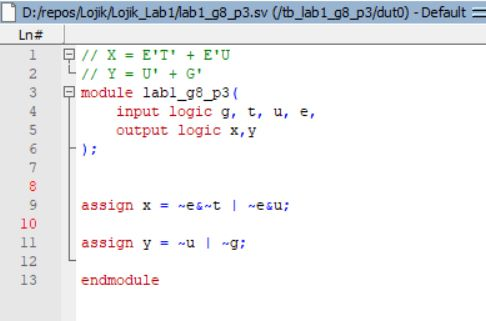 D:/repos/Lojik/Lojik_Lab1/lab1_g8_p3.sv (/tb_lab1_g8_p3/dut0) - Default
Ln#
1 // X = E'T' + E'U
2 // Y = U' + G'
3 module lab1_g8_p3(
4 input logic g, t, u, e,
5 output logic x,y
6 );
7
8
9 assign x = ~e&~t | ~e&u;
10
11 assign y = ~u | ~g;
12
13 endmodule